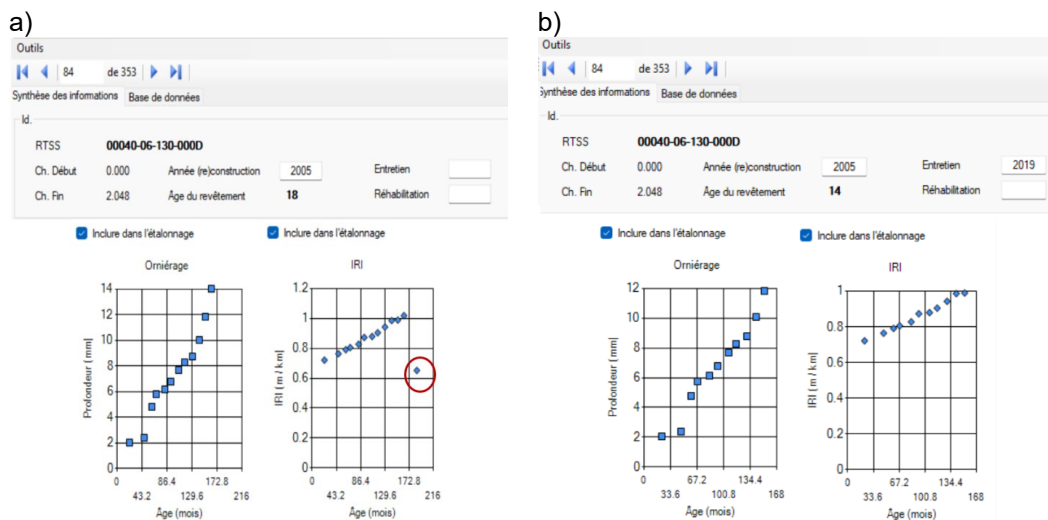 a)
Outils
84 de 353
Synthèse des informations Base de données
Id.
RTSS 00040-06-130-000D
Ch. Début 0.000 Année (re)construction 2005 Entretien
Ch. Fin 2.048 Âge du revêtement 18 Réhabilitation
Inclure dans l'étalonnage Inclure dans l'étalonnage
Orniérage
Profondeur [ mm]
14
12
10
8
6
4
2
0
0 86.4 172.8
43.2 129.6 216
Âge (mois)
IRI
IRI [ m / km]
1.2
1
0.8
0.6
0.4
0.2
0
0 86.4 172.8
43.2 129.6 216
Âge (mois)
b)
Outils
84 de 353
Synthèse des informations Base de données
Id.
RTSS 00040-06-130-000D
Ch. Début 0.000 Année (re)construction 2005 Entretien 2019
Ch. Fin 2.048 Âge du revêtement 14 Réhabilitation
Inclure dans l'étalonnage Inclure dans l'étalonnage
Orniérage
Profondeur [ mm]
12
10
8
6
4
2
0
0 67.2 134.4
33.6 100.8 168
Âge (mois)
IRI
IRI [ m / km]
1
0.8
0.6
0.4
0.2
0
0 67.2 134.4
33.6 100.8 168
Âge (mois)